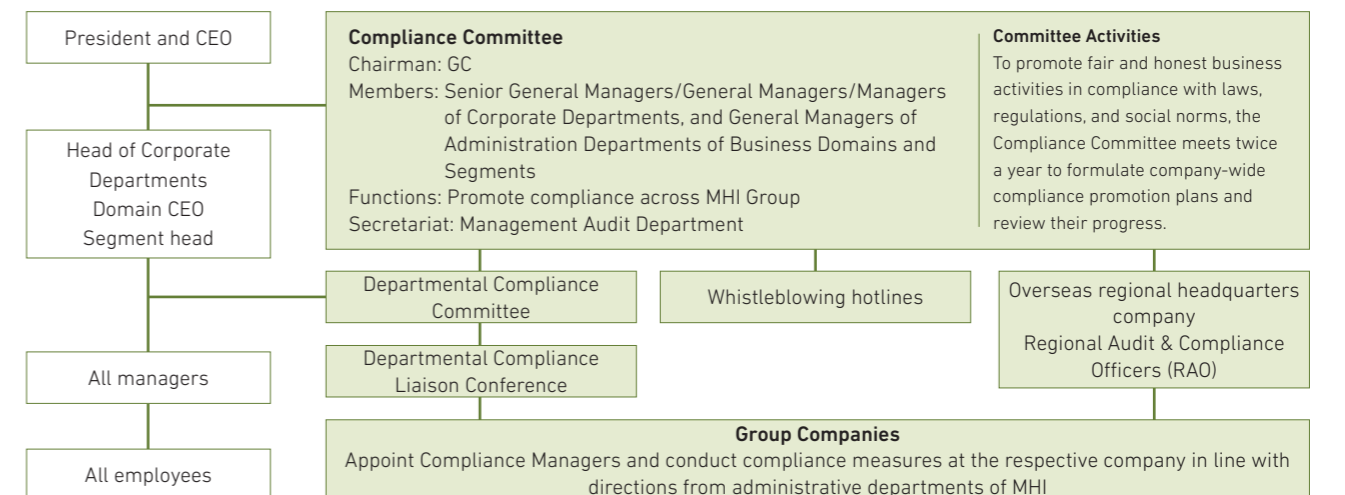 President and CEO
Head of Corporate
Departments
Domain CEO
Segment head
All managers
All employees
Compliance Committee
Chairman: GC
Members: Senior General Managers/General Managers/Managers
of Corporate Departments, and General Managers of
Administration Departments of Business Domains and
Segments
Functions: Promote compliance across MHI Group
Secretariat: Management Audit Department
Committee Activities
To promote fair and honest business
activities in compliance with laws,
regulations, and social norms, the
Compliance Committee meets twice
a year to formulate company-wide
compliance promotion plans and
review their progress.
Departmental Compliance
Committee
Whistleblowing hotlines
Overseas regional headquarters
company
Regional Audit & Compliance
Officers (RAO)
Departmental Compliance
Liaison Conference
Group Companies
Appoint Compliance Managers and conduct compliance measures at the respective company in line with
directions from administrative departments of MHI